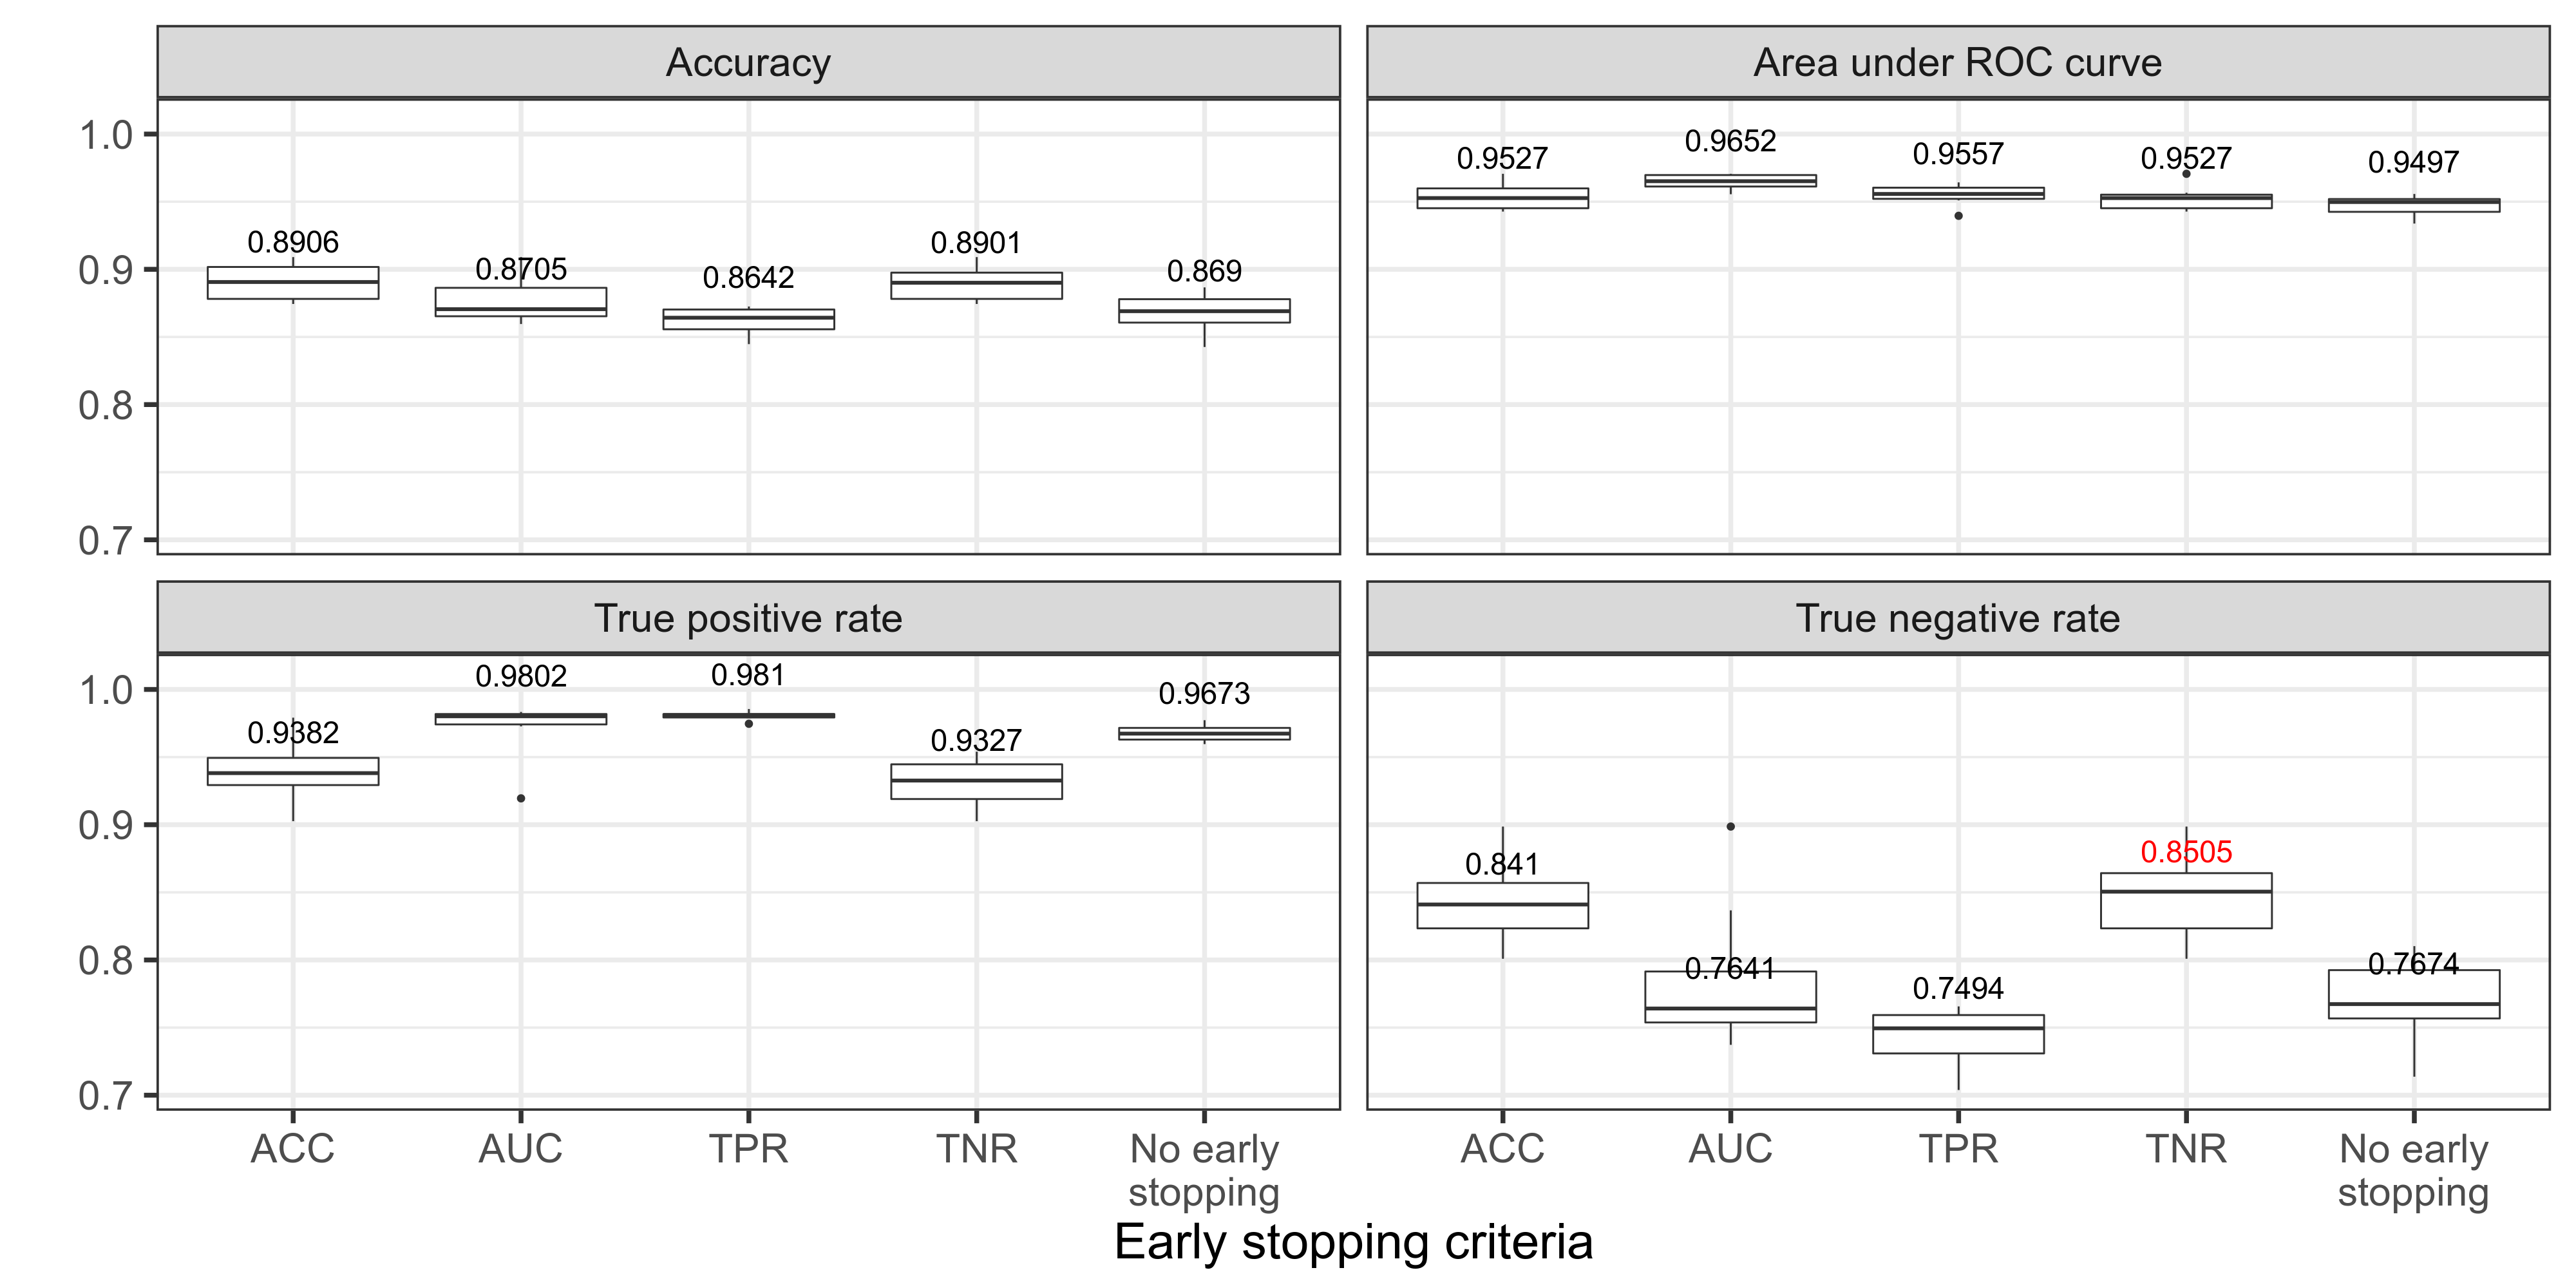 Accuracy
Area under ROC curve
1.0
0.9
0.8
0.7
0.8906
0.8705
0.8642
0.8901
0.869
0.9527
0.9652
0.9557
0.9527
0.9497
True positive rate
True negative rate
1.0
0.9
0.8
0.7
0.9382
0.9802
0.981
0.9327
0.9673
0.841
0.7641
0.7494
0.8505
0.7674
ACC
AUC
TPR
TNR
No early
stopping
ACC
AUC
TPR
TNR
No early
stopping
Early stopping criteria